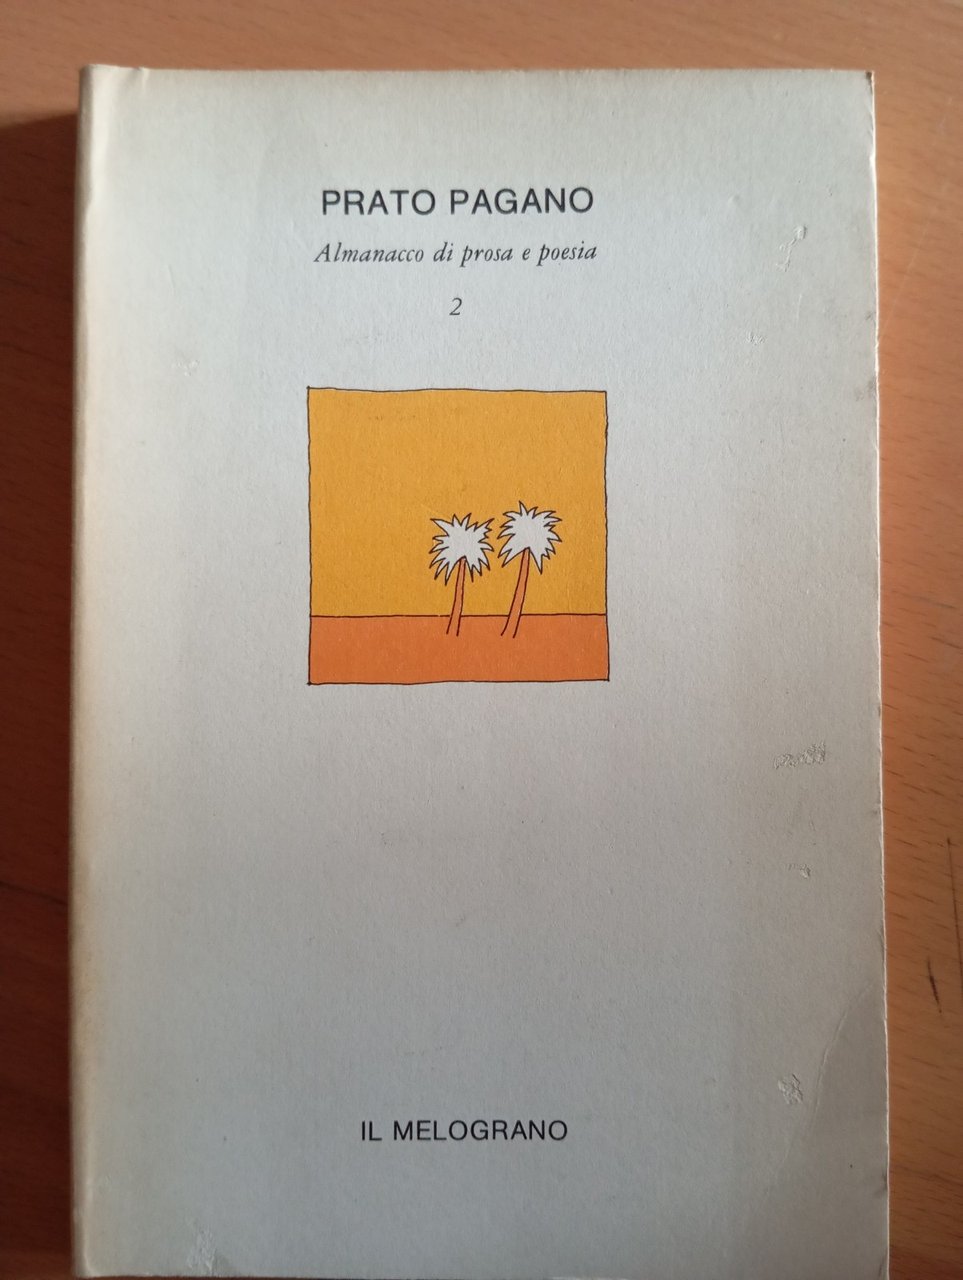 PRATO PAGANO
Almanacco di prosa e poesia
2
IL MELOGRANO